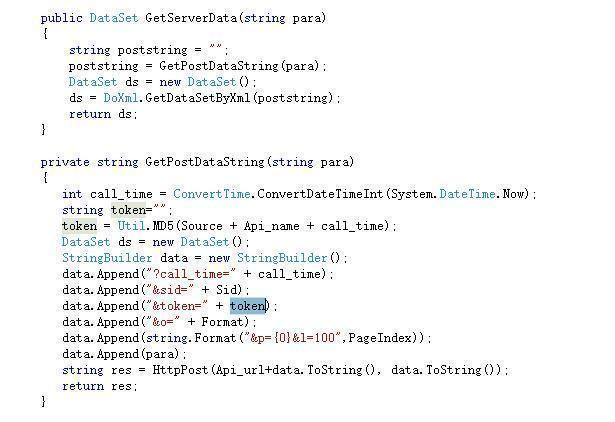 public DataSet GetServerData(string para)
{
string poststring = "";
poststring = GetPostDataString(para);
DataSet ds = new DataSet();
ds = DoXml.GetDataSetByXml(poststring);
return ds;
}
private string GetPostDataString(string para)
{
int call_time = ConvertTime.ConvertDateTimeInt(System.DateTime.Now);
string token="";
token = Util.MD5(Source + Api_name + call_time);
DataSet ds = new DataSet();
StringBuilder data = new StringBuilder();
data.Append("?call_time=" + call_time);
data.Append("&sid=" + Sid);
data.Append("&token=" + token);
data.Append("&o=" + Format);
data.Append(string.Format("&p={0}&l=100",PageIndex));
data.Append(para);
string res = HttpPost(Api_url+data.ToString(), data.ToString());
return res;
}